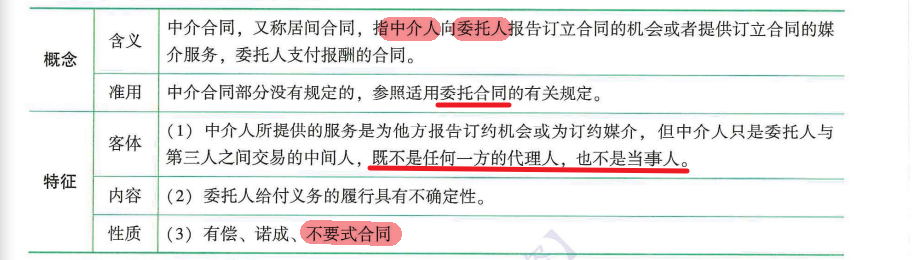 概念
含义
中介合同，又称居间合同，指中介人向委托人报告订立合同的机会或者提供订立合同的媒
介服务，委托人支付报酬的合同。
准用
中介合同部分没有规定的，参照适用委托合同的有关规定。
特征
客体
（1）中介人所提供的服务是为他方报告订约机会或为订约媒介，但中介人只是委托人与
第三人之间交易的中间人，既不是任何一方的代理人，也不是当事人。
内容
（2）委托人给付义务的履行具有不确定性。
性质
（3）有偿、诺成、不要式合同